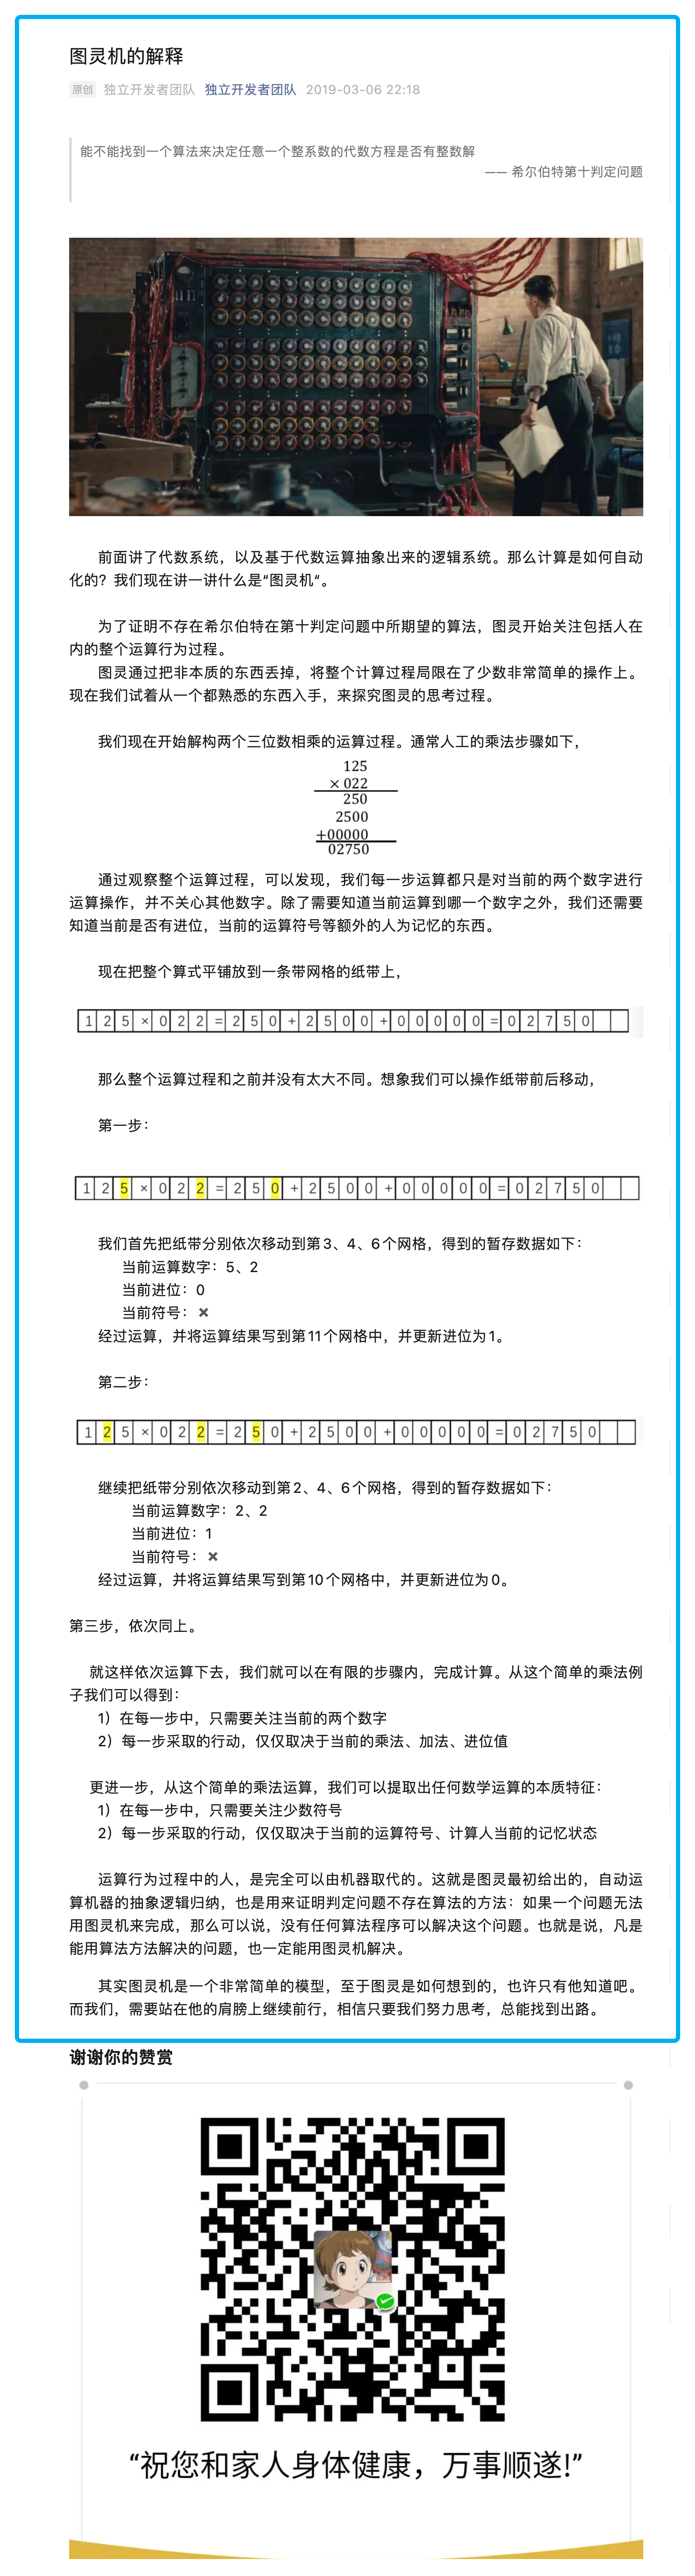 图灵机的解释
原创 独立开发者团队 独立开发者团队 2019-03-06 22:18
能不能找到一个算法来决定任意一个整系数的代数方程是否有整数解
—— 希尔伯特第十判定问题
前面讲了代数系统，以及基于代数运算抽象出来的逻辑系统。那么计算是如何自动
化的？我们现在讲一讲什么是“图灵机“。
为了证明不存在希尔伯特在第十判定问题中所期望的算法，图灵开始关注包括人在
内的整个运算行为过程。
图灵通过把非本质的东西丢掉，将整个计算过程局限在了少数非常简单的操作上。
现在我们试着从一个都熟悉的东西入手，来探究图灵的思考过程。
我们现在开始解构两个三位数相乘的运算过程。通常人工的乘法步骤如下，
125
× 022
250
2500
+00000
02750
通过观察整个运算过程，可以发现，我们每一步运算都只是对当前的两个数字进行
运算操作，并不关心其他数字。除了需要知道当前运算到哪一个数字之外，我们还需要
知道当前是否有进位，当前的运算符号等额外的人为记忆的东西。
现在把整个算式平铺放到一条带网格的纸带上，
1 2 5 × 0 2 2 = 2 5 0 + 2 5 0 0 + 0 0 0 0 0 = 0 2 7 5 0
那么整个运算过程和之前并没有太大不同。想象我们可以操作纸带前后移动，
第一步：
1 2 5 × 0 2 2 = 2 5 0 + 2 5 0 0 + 0 0 0 0 0 = 0 2 7 5 0
我们首先把纸带分别依次移动到第3、4、6个网格，得到的暂存数据如下：
当前运算数字：5、2
当前进位：0
当前符号：✖
经过运算，并将运算结果写到第11个网格中，并更新进位为1。
第二步：
1 2 5 × 0 2 2 = 2 5 0 + 2 5 0 0 + 0 0 0 0 0 = 0 2 7 5 0
继续把纸带分别依次移动到第2、4、6个网格，得到的暂存数据如下：
当前运算数字：2、2
当前进位：1
当前符号：✖
经过运算，并将运算结果写到第10个网格中，并更新进位为0。
第三步，依次同上。
就这样依次运算下去，我们就可以在有限的步骤内，完成计算。从这个简单的乘法例
子我们可以得到：
1）在每一步中，只需要关注当前的两个数字
2）每一步采取的行动，仅仅取决于当前的乘法、加法、进位值
更进一步，从这个简单的乘法运算，我们可以提取出任何数学运算的本质特征：
1）在每一步中，只需要关注少数符号
2）每一步采取的行动，仅仅取决于当前的运算符号、计算人当前的记忆状态
运算行为过程中的人，是完全可以由机器取代的。这就是图灵最初给出的，自动运
算机器的抽象逻辑归纳，也是用来证明判定问题不存在算法的方法：如果一个问题无法
用图灵机来完成，那么可以说，没有任何算法程序可以解决这个问题。也就是说，凡是
能用算法方法解决的问题，也一定能用图灵机解决。
其实图灵机是一个非常简单的模型，至于图灵是如何想到的，也许只有他知道吧。
而我们，需要站在他的肩膀上继续前行，相信只要我们努力思考，总能找到出路。
谢谢你的赞赏
“祝您和家人身体健康，万事顺遂!”